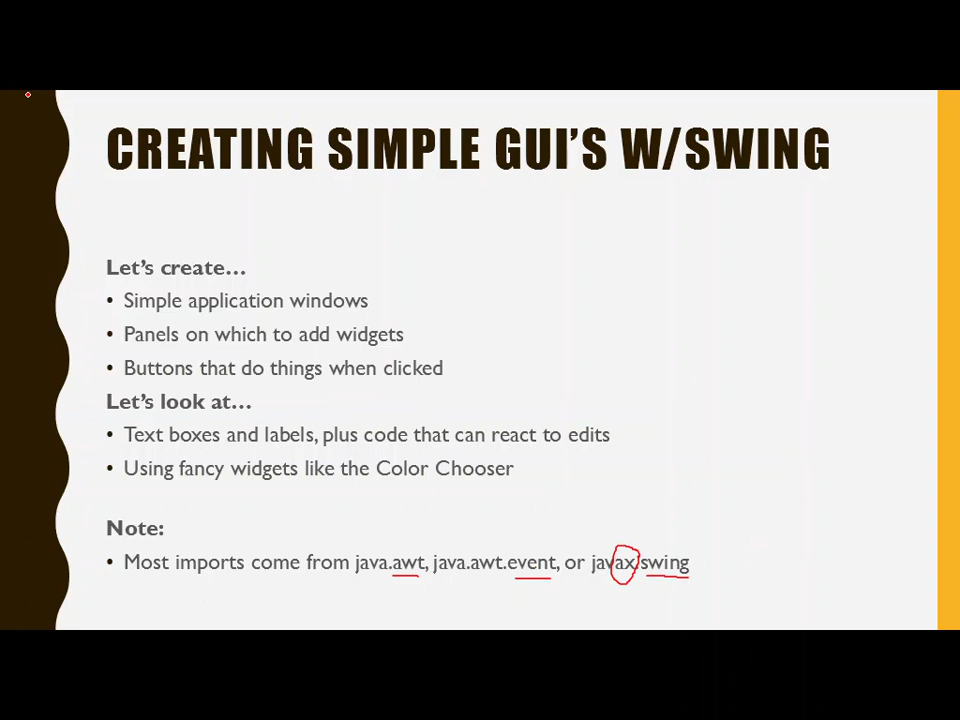 CREATING SIMPLE GUI’S W/SWING
Let’s create…
• Simple application windows
• Panels on which to add widgets
• Buttons that do things when clicked
Let’s look at…
• Text boxes and labels, plus code that can react to edits
• Using fancy widgets like the Color Chooser
Note:
• Most imports come from java.awt, java.awt.event, or javax.swing